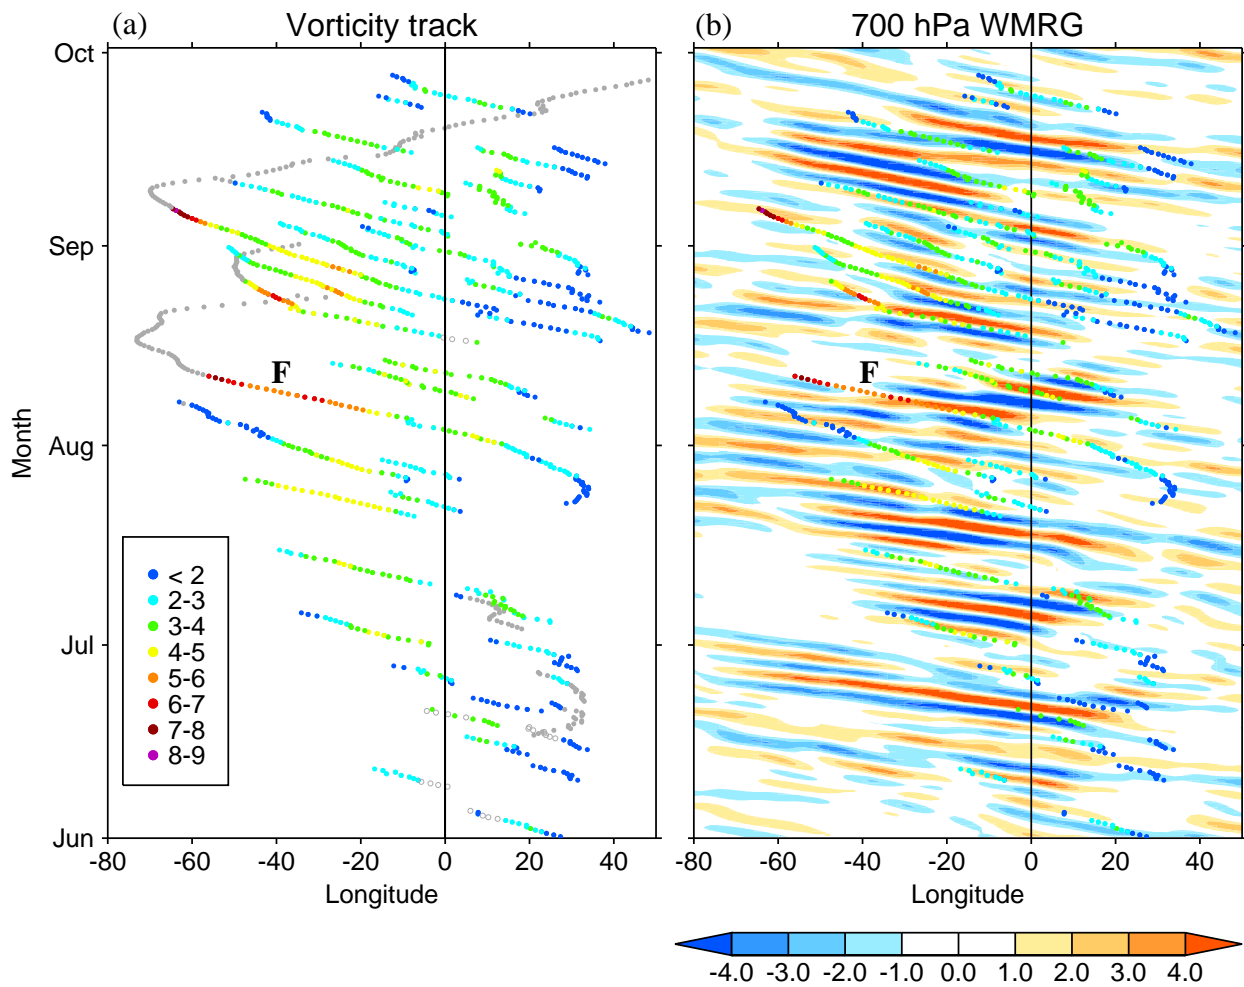 (a) Vorticity track
(b) 700 hPa WMRG
Oct
Sep
Aug
Jul
Jun
Month
F
F
< 2
2-3
3-4
4-5
5-6
6-7
7-8
8-9
-80 -60 -40 -20 0 20 40
-80 -60 -40 -20 0 20 40
Longitude
Longitude
-4.0 -3.0 -2.0 -1.0 0.0 1.0 2.0 3.0 4.0